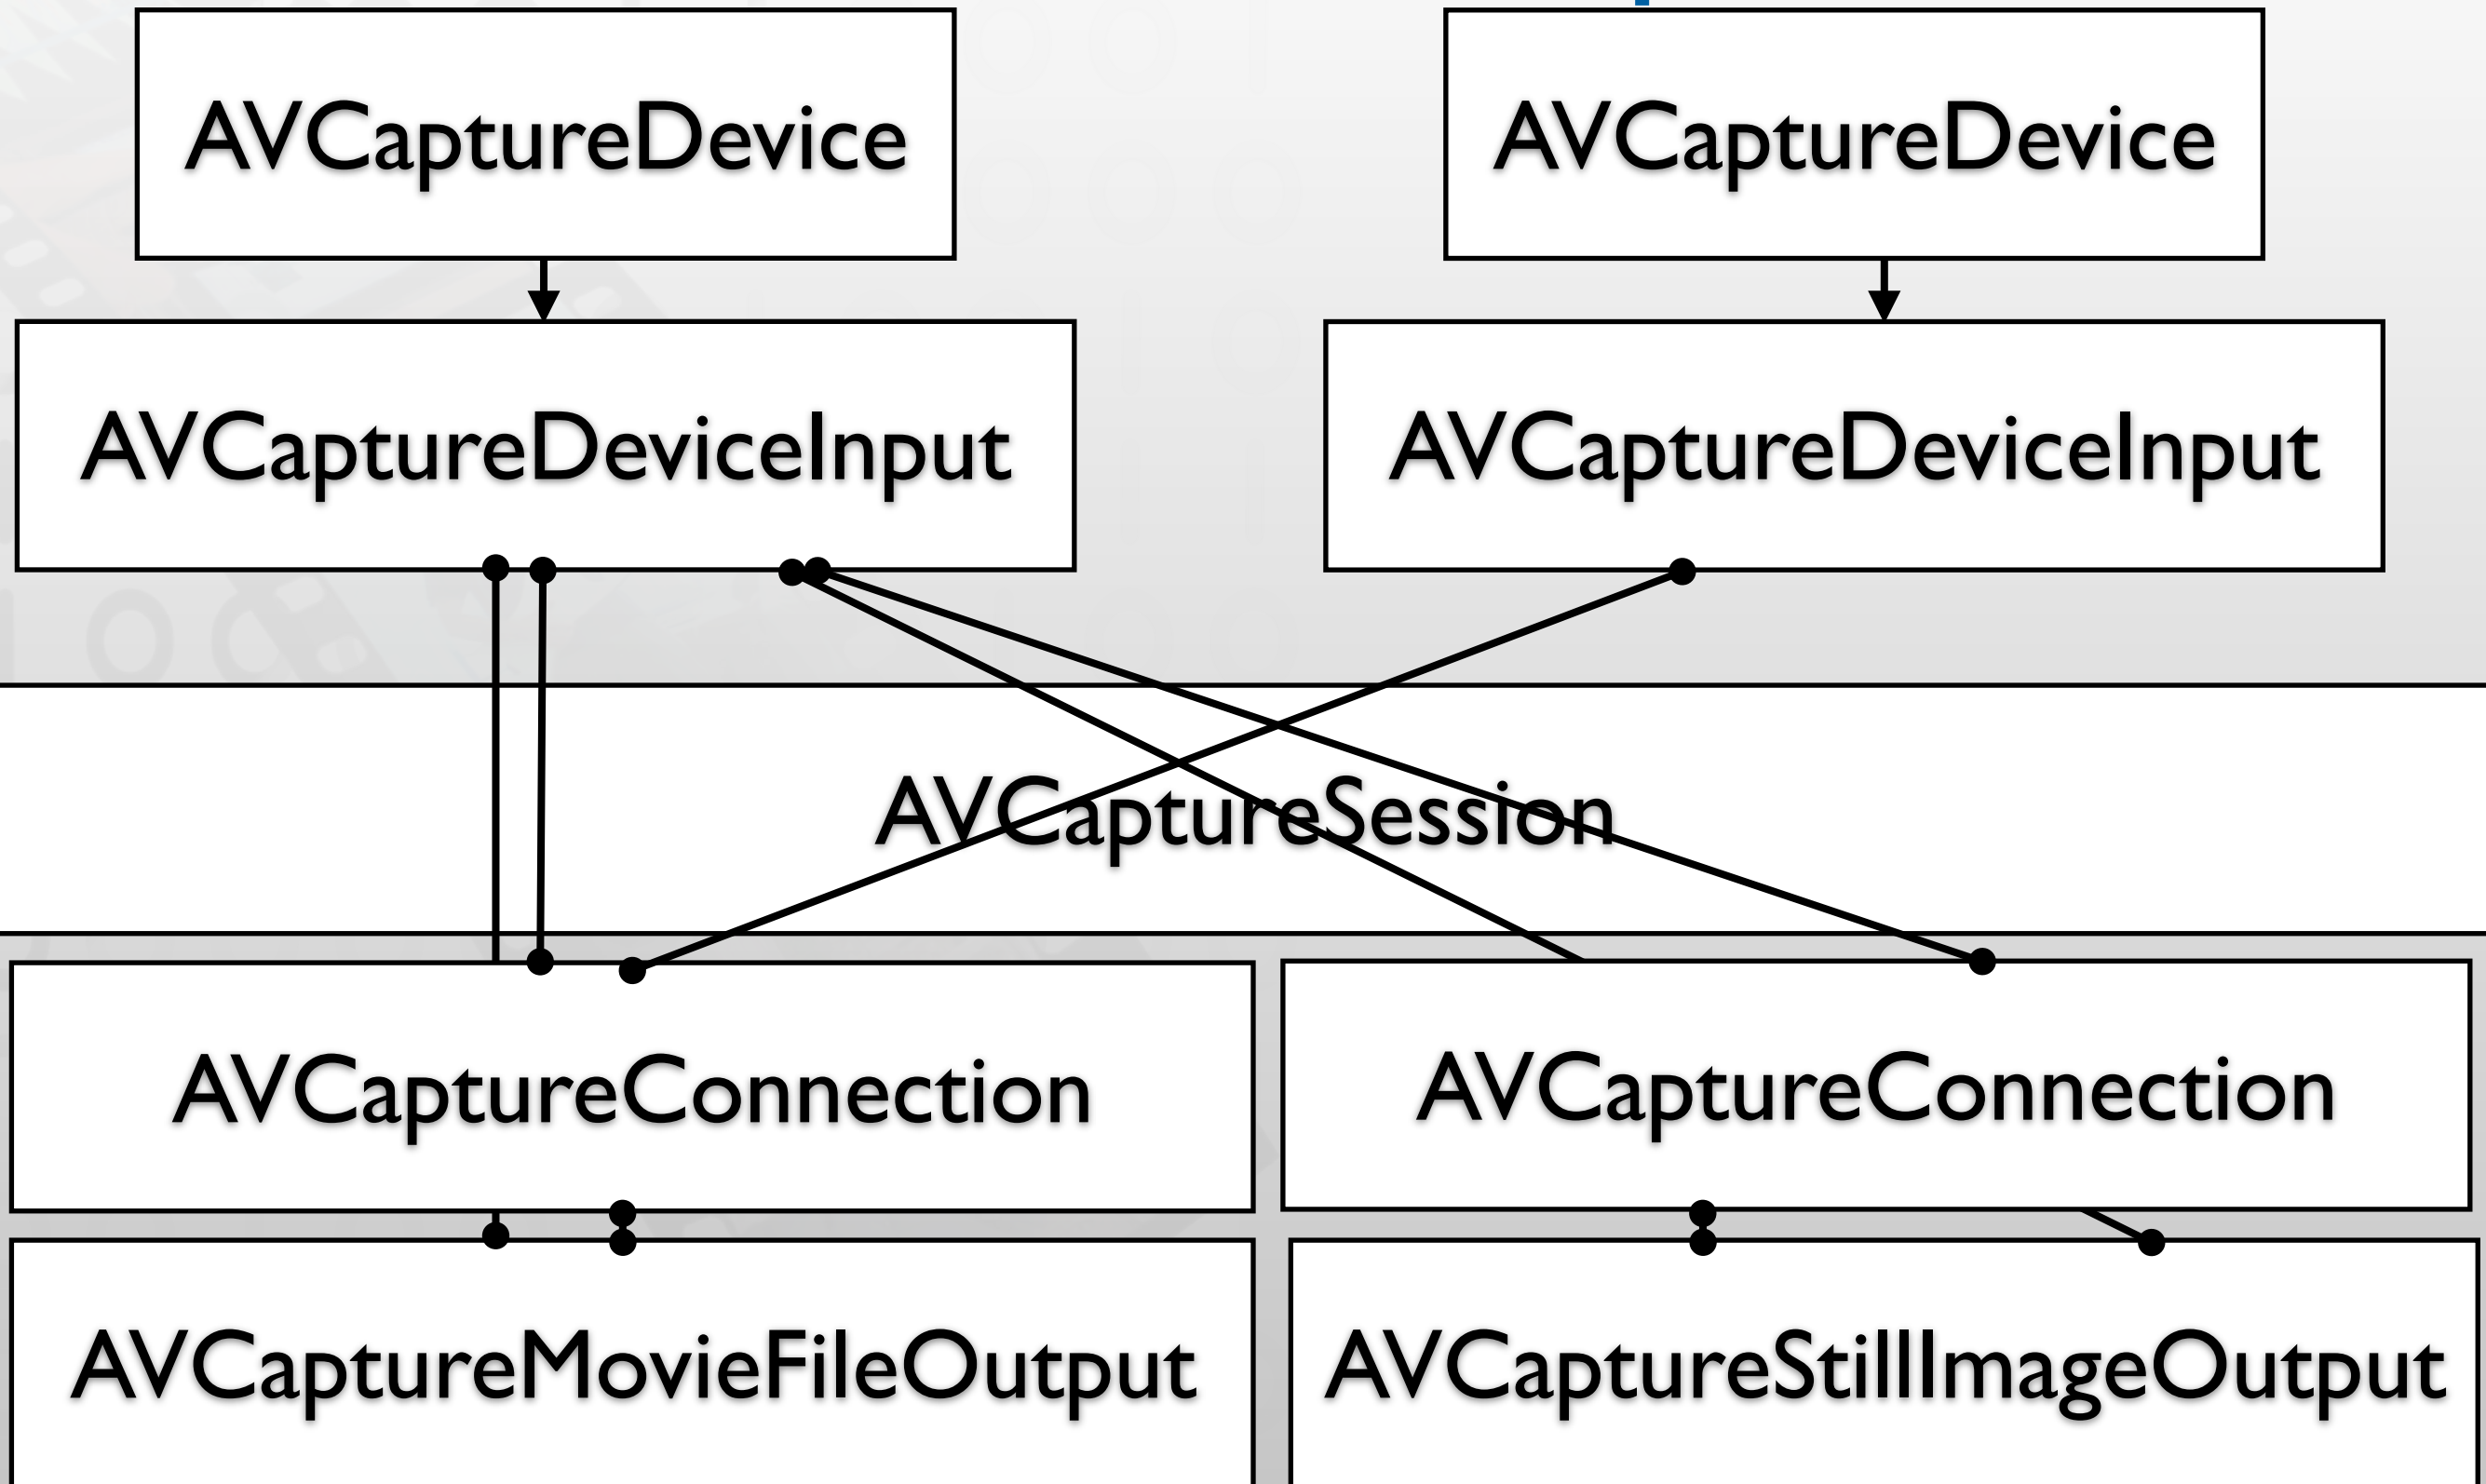 AVCaptureDevice
AVCaptureDevice
AVCaptureDeviceInput
AVCaptureDeviceInput
AVCaptureSession
AVCaptureConnection
AVCaptureConnection
AVCaptureMovieFileOutput
AVCaptureStillImageOutput